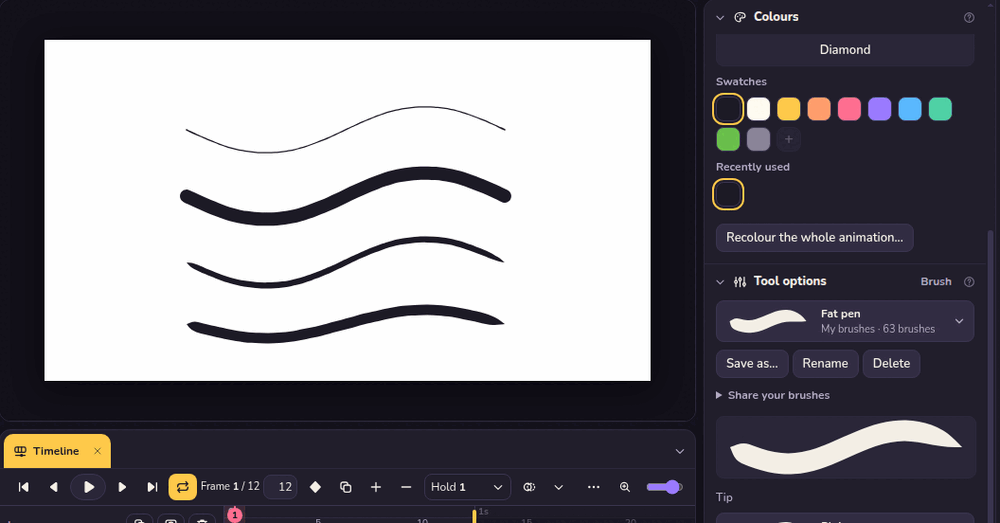 Colours
Diamond
Swatches
Recently used
Recolour the whole animation...
Tool options
Brush
Fat pen
My brushes · 63 brushes
Save as...
Rename
Delete
Share your brushes
Tip
Timeline
Frame 1 / 12
12
Hold 1
1s
1
5
10
15
20